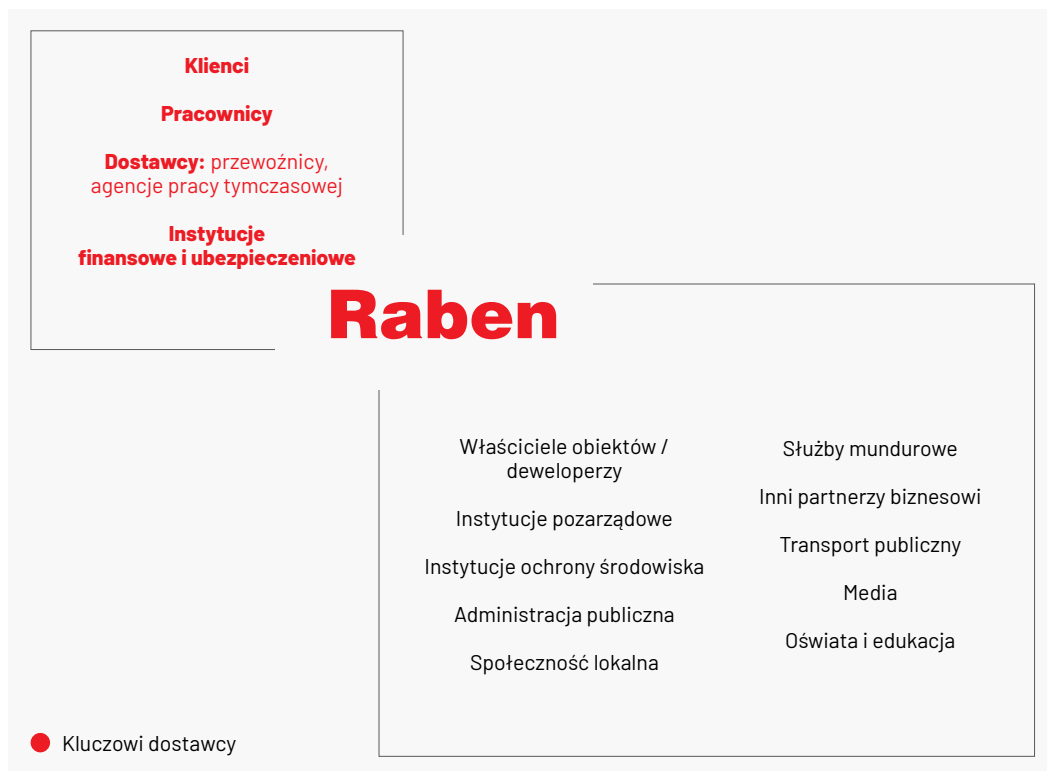 Klienci
Pracownicy
Dostawcy: przewoźnicy,
agencje pracy tymczasowej
Instytucje
finansowe i ubezpieczeniowe
Raben
Właściciele obiektów /
deweloperzy
Instytucje pozarządowe
Instytucje ochrony środowiska
Administracja publiczna
Społeczność lokalna
Służby mundurowe
Inni partnerzy biznesowi
Transport publiczny
Media
Oświata i edukacja
Kluczowi dostawcy